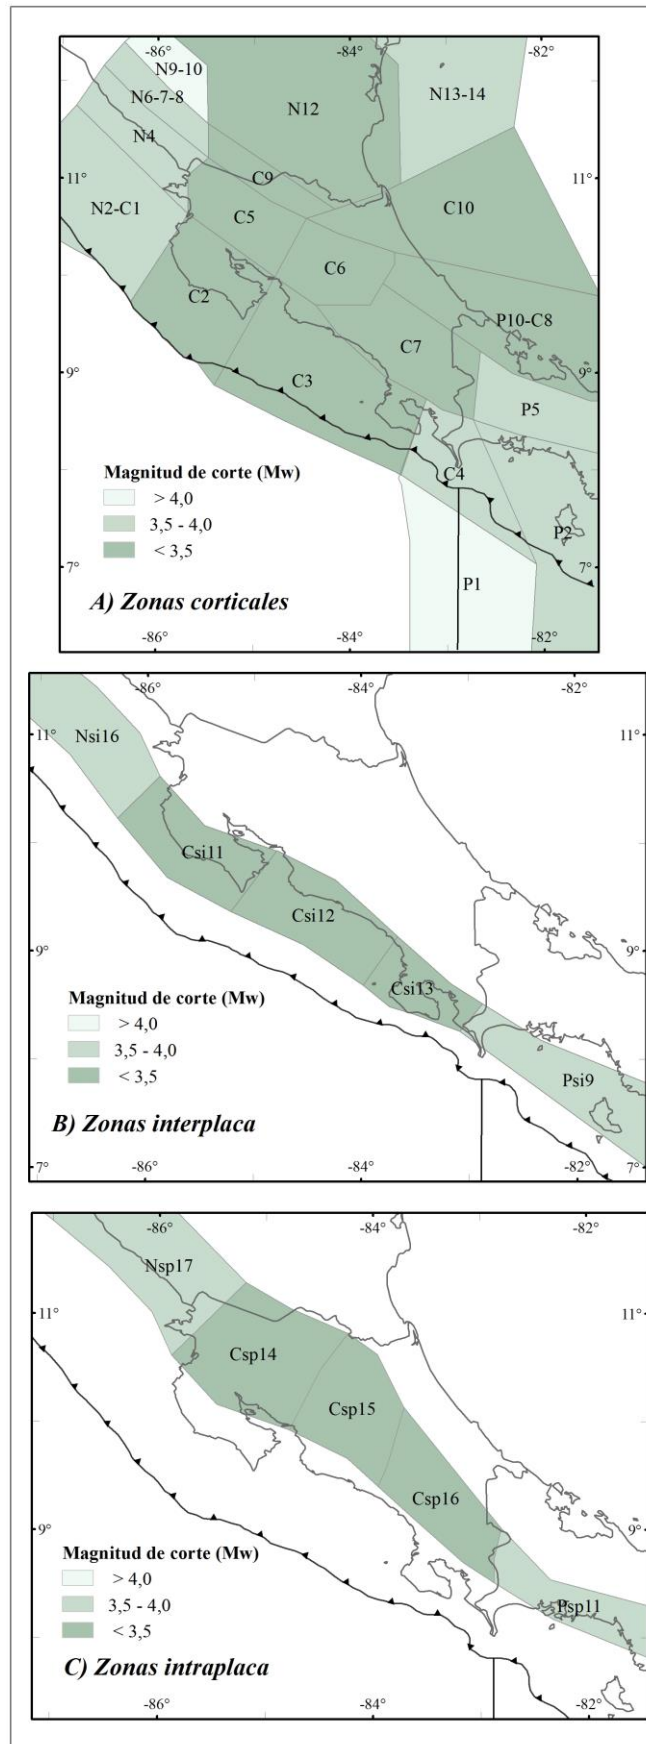 -86° -84° -82°
N9-10
N6-7-8 N12 N13-14
N4
11° C9 11°
N2-C1 C5 C10
C6
C2
P10-C8
C7
9° C3 9°
P5
Magnitud de corte (Mw)
> 4,0
3,5 - 4,0
< 3,5
C4
P2
7° P1 7°
A) Zonas corticales
-86° -84° -82°
-86° -84° -82°
11° Nsi16 11°
Csi11
Csi12
9° 9°
Csi13
Magnitud de corte (Mw)
> 4,0
3,5 - 4,0
< 3,5
Psi9
B) Zonas interplaca
7° 7°
-86° -84° -82°
-86° -84° -82°
Nsp17
11° 11°
Csp14
Csp15
Csp16
9° 9°
Magnitud de corte (Mw)
> 4,0
3,5 - 4,0
< 3,5
Psp11
C) Zonas intraplaca
-86° -84° -82°